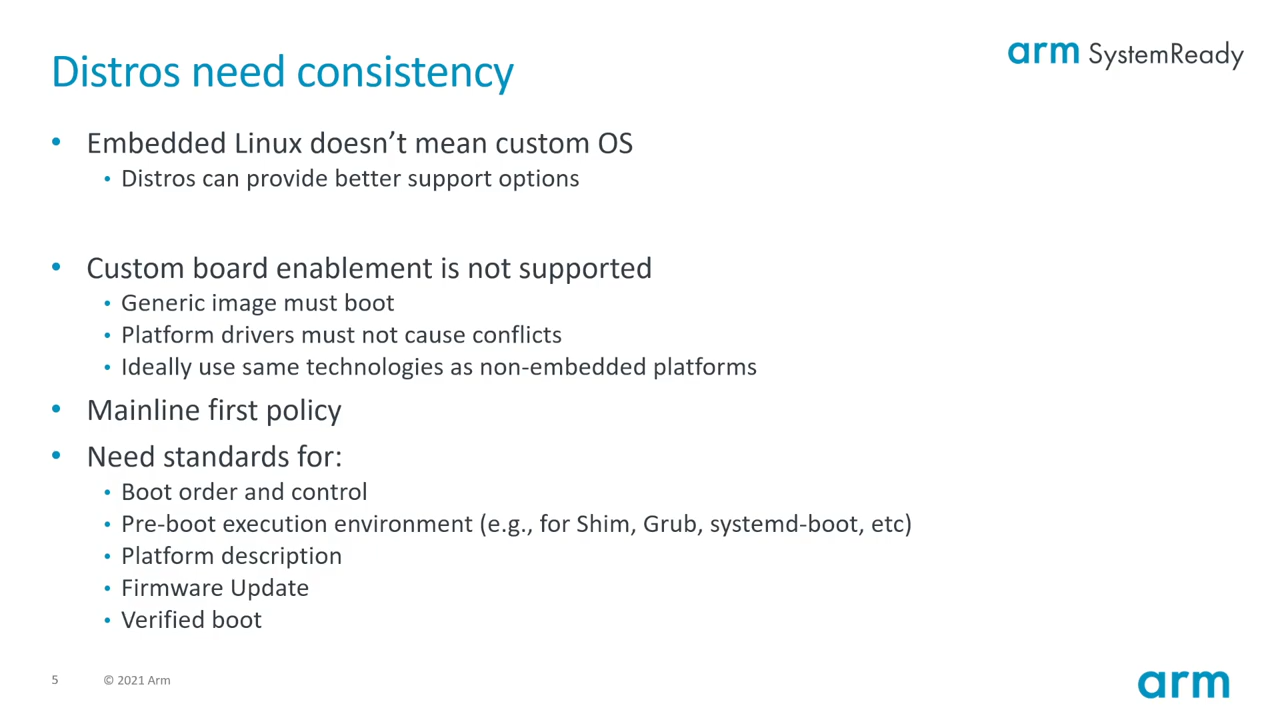 Distros need consistency
arm SystemReady
• Embedded Linux doesn’t mean custom OS
• Distros can provide better support options
• Custom board enablement is not supported
• Generic image must boot
• Platform drivers must not cause conflicts
• Ideally use same technologies as non-embedded platforms
• Mainline first policy
• Need standards for:
• Boot order and control
• Pre-boot execution environment (e.g., for Shim, Grub, systemd-boot, etc)
• Platform description
• Firmware Update
• Verified boot
5 © 2021 Arm
arm